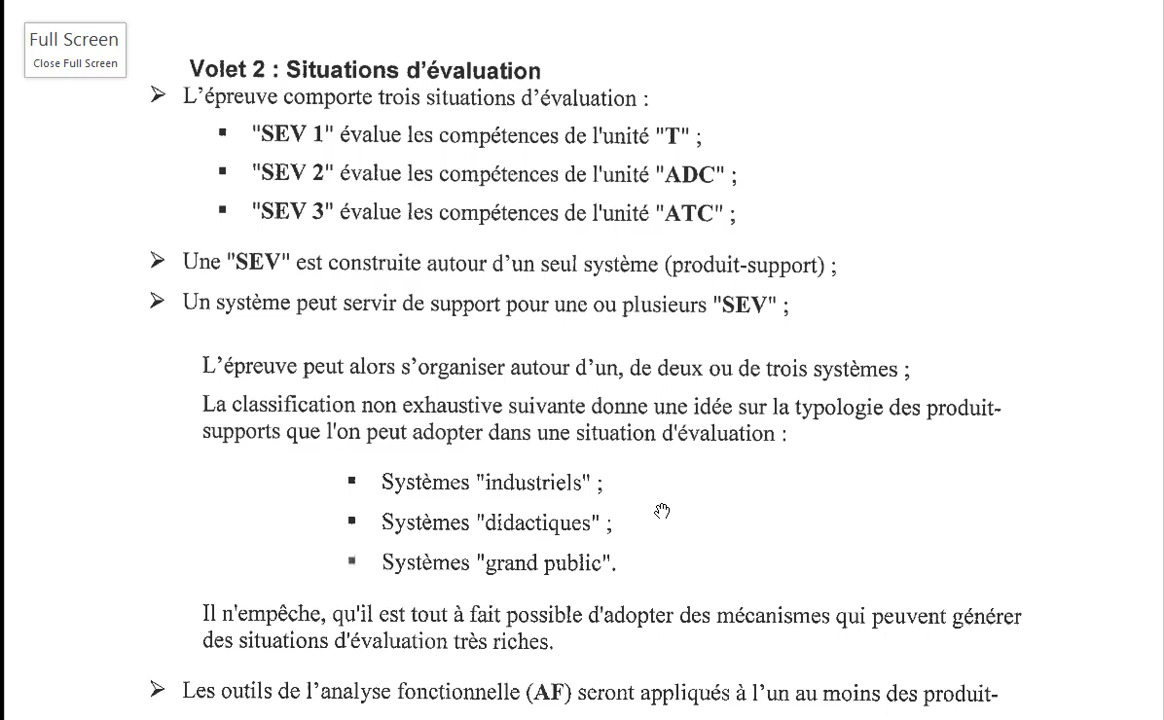 Full Screen
Close Full Screen
Volet 2 : Situations d'évaluation
➢ L'épreuve comporte trois situations d'évaluation :
▪ "SEV 1" évalue les compétences de l'unité "T" ;
▪ "SEV 2" évalue les compétences de l'unité "ADC" ;
▪ "SEV 3" évalue les compétences de l'unité "ATC" ;
➢ Une "SEV" est construite autour d'un seul système (produit-support) ;
➢ Un système peut servir de support pour une ou plusieurs "SEV" ;
L'épreuve peut alors s'organiser autour d'un, de deux ou de trois systèmes ;
La classification non exhaustive suivante donne une idée sur la typologie des produit-
supports que l'on peut adopter dans une situation d'évaluation :
▪ Systèmes "industriels" ;
▪ Systèmes "didactiques" ;
▪ Systèmes "grand public".
Il n'empêche, qu'il est tout à fait possible d'adopter des mécanismes qui peuvent générer
des situations d'évaluation très riches.
➢ Les outils de l'analyse fonctionnelle (AF) seront appliqués à l'un au moins des produit-